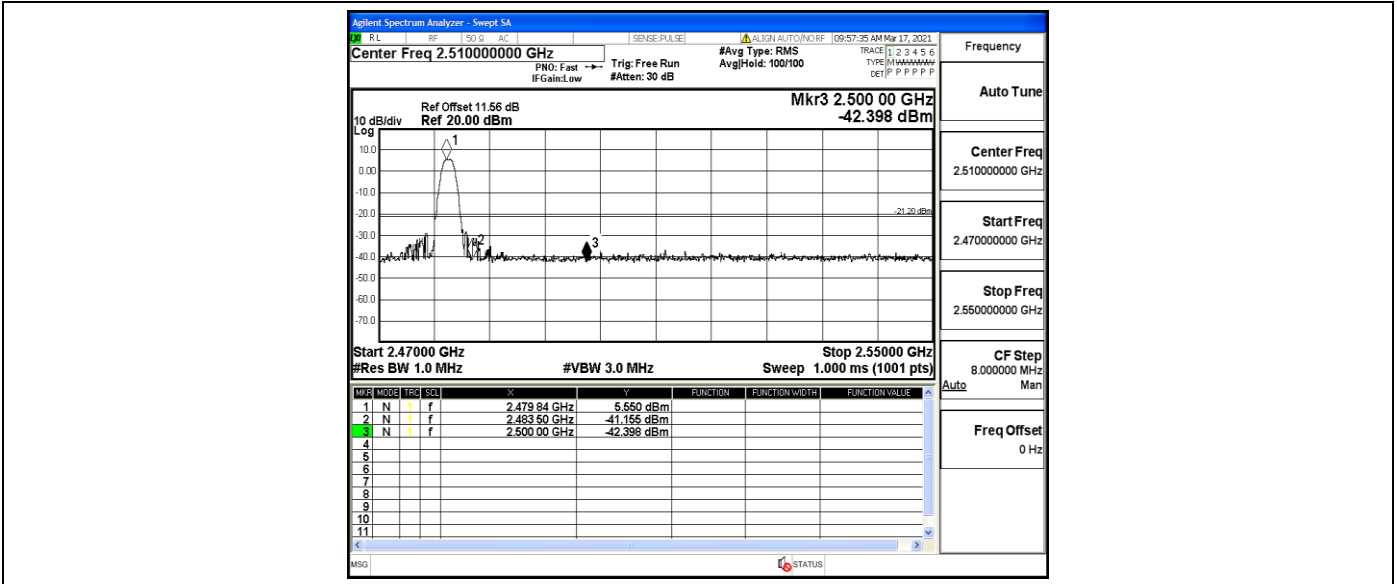 Agilent Spectrum Analyzer - Swept SA
RL RF 50 Ω AC SENSE:PULSE ALIGN AUTO/NO RF 09:57:35 AM Mar 17, 2021
Center Freq 2.510000000 GHz
PNO: Fast
IFGain:Low
Trig: Free Run
#Atten: 30 dB
#Avg Type: RMS
Avg|Hold: 100/100
TRACE 1 2 3 4 5 6
TYPE M WWWWW
DET P P P P P P
Ref Offset 11.56 dB
10 dB/div Ref 20.00 dBm
Log
Mkr3 2.500 00 GHz
-42.398 dBm
1
10.0
0.00
-10.0
-20.0
-21.20 dBm
-30.0
2
3
-40.0
-50.0
-60.0
-70.0
Start 2.47000 GHz Stop 2.55000 GHz
#Res BW 1.0 MHz #VBW 3.0 MHz Sweep 1.000 ms (1001 pts)
MKR MODE TRC SCL X Y FUNCTION FUNCTION WIDTH FUNCTION VALUE
1 N 1 f 2.479 84 GHz 5.550 dBm
2 N 1 f 2.483 50 GHz -41.155 dBm
3 N 1 f 2.500 00 GHz -42.398 dBm
4
5
6
7
8
9
10
11
MSG STATUS
Frequency
Auto Tune
Center Freq
2.510000000 GHz
Start Freq
2.470000000 GHz
Stop Freq
2.550000000 GHz
CF Step
8.000000 MHz
Auto Man
Freq Offset
0 Hz